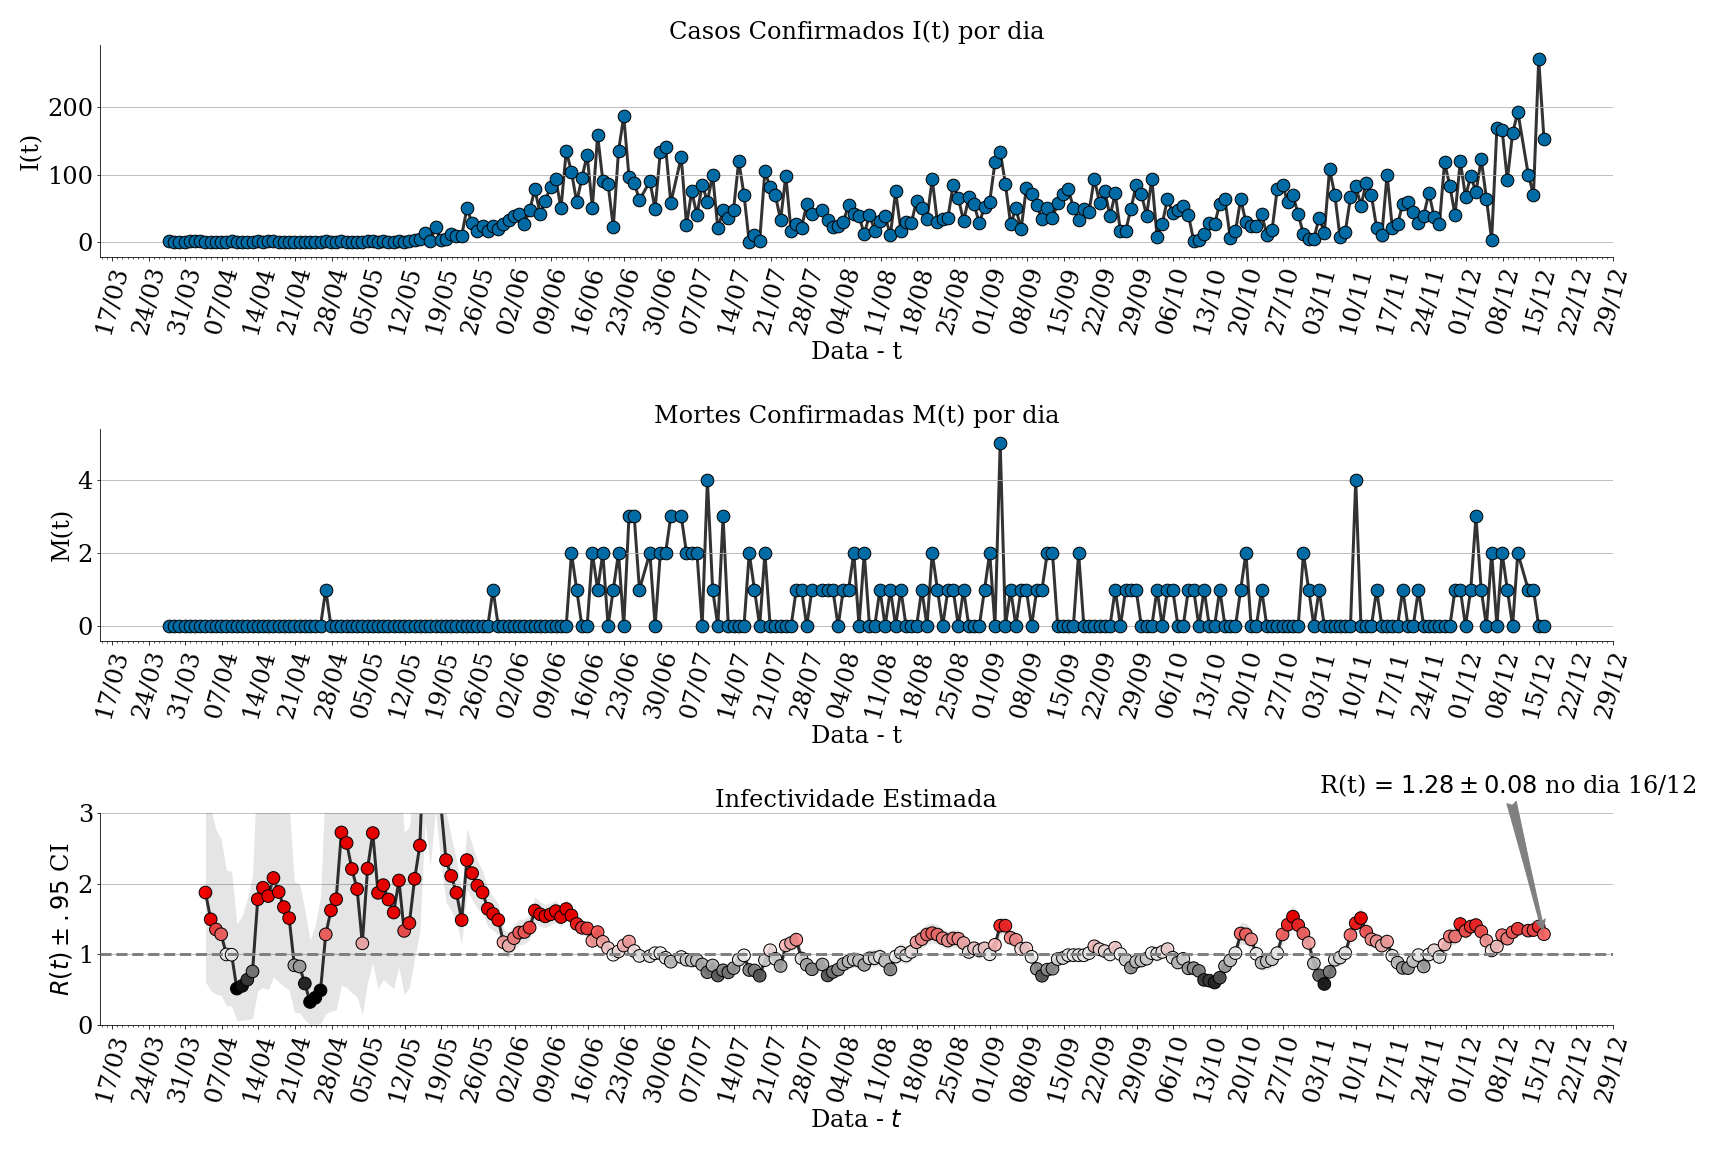 Casos Confirmados I(t) por dia
I(t)
200
100
0
17/03 24/03 31/03 07/04 14/04 21/04 28/04 05/05 12/05 19/05 26/05 02/06 09/06 16/06 23/06 30/06 07/07 14/07 21/07 28/07 04/08 11/08 18/08 25/08 01/09 08/09 15/09 22/09 29/09 06/10 13/10 20/10 27/10 03/11 10/11 17/11 24/11 01/12 08/12 15/12 22/12 29/12
Data - t
Mortes Confirmadas M(t) por dia
M(t)
4
2
0
17/03 24/03 31/03 07/04 14/04 21/04 28/04 05/05 12/05 19/05 26/05 02/06 09/06 16/06 23/06 30/06 07/07 14/07 21/07 28/07 04/08 11/08 18/08 25/08 01/09 08/09 15/09 22/09 29/09 06/10 13/10 20/10 27/10 03/11 10/11 17/11 24/11 01/12 08/12 15/12 22/12 29/12
Data - t
R(t) = 1.28 ± 0.08 no dia 16/12
Infectividade Estimada
R(t) ± .95 CI
3
2
1
0
17/03 24/03 31/03 07/04 14/04 21/04 28/04 05/05 12/05 19/05 26/05 02/06 09/06 16/06 23/06 30/06 07/07 14/07 21/07 28/07 04/08 11/08 18/08 25/08 01/09 08/09 15/09 22/09 29/09 06/10 13/10 20/10 27/10 03/11 10/11 17/11 24/11 01/12 08/12 15/12 22/12 29/12
Data - t